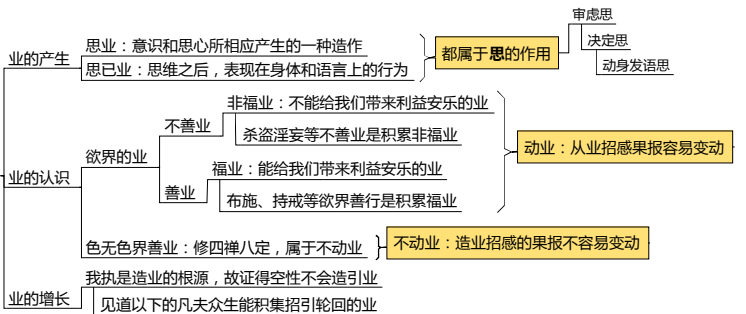 业的产生
思业：意识和思心所相应产生的一种造作
思已业：思维之后，表现在身体和语言上的行为
都属于思的作用
审虑思
决定思
动身发语思
业的认识
欲界的业
不善业
非福业：不能给我们带来利益安乐的业
杀盗淫妄等不善业是积累非福业
善业
福业：能给我们带来利益安乐的业
布施、持戒等欲界善行是积累福业
动业：从业招感果报容易变动
色无色界善业：修四禅八定，属于不动业
不动业：造业招感的果报不容易变动
业的增长
我执是造业的根源，故证得空性不会造引业
见道以下的凡夫众生能积集招引轮回的业